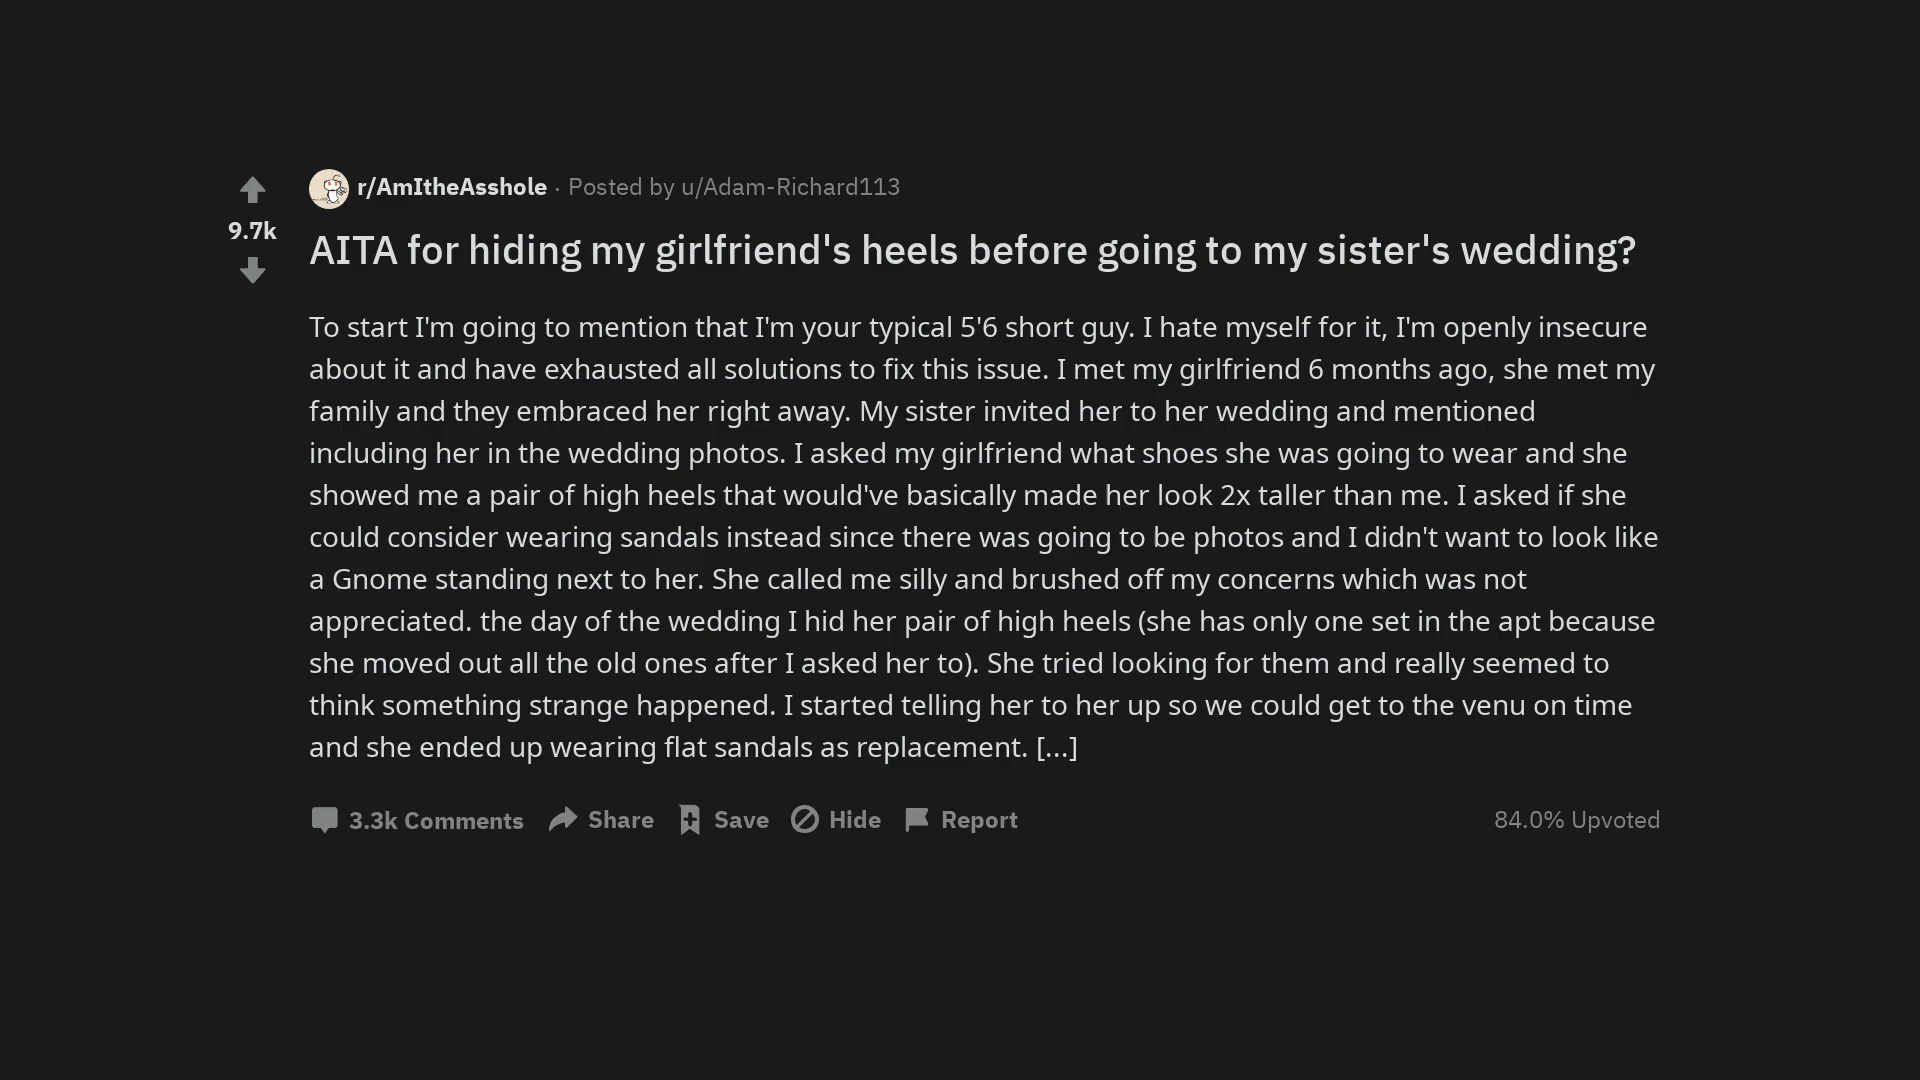 r/AmItheAsshole · Posted by u/Adam-Richard113
9.7k
AITA for hiding my girlfriend's heels before going to my sister's wedding?
To start I'm going to mention that I'm your typical 5'6 short guy. I hate myself for it, I'm openly insecure
about it and have exhausted all solutions to fix this issue. I met my girlfriend 6 months ago, she met my
family and they embraced her right away. My sister invited her to her wedding and mentioned
including her in the wedding photos. I asked my girlfriend what shoes she was going to wear and she
showed me a pair of high heels that would've basically made her look 2x taller than me. I asked if she
could consider wearing sandals instead since there was going to be photos and I didn't want to look like
a Gnome standing next to her. She called me silly and brushed off my concerns which was not
appreciated. the day of the wedding I hid her pair of high heels (she has only one set in the apt because
she moved out all the old ones after I asked her to). She tried looking for them and really seemed to
think something strange happened. I started telling her to her up so we could get to the venu on time
and she ended up wearing flat sandals as replacement. [...]
3.3k Comments Share Save Hide Report 84.0% Upvoted